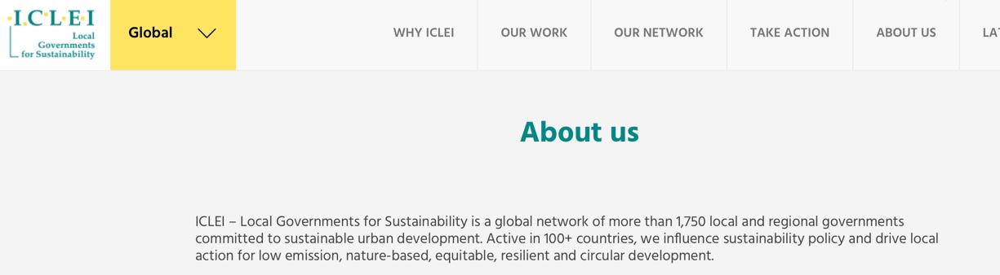 I.C.L.E.I
Local
Governments
for Sustainability
Global
WHY ICLEI
OUR WORK
OUR NETWORK
TAKE ACTION
ABOUT US
About us
ICLEI – Local Governments for Sustainability is a global network of more than 1,750 local and regional governments
committed to sustainable urban development. Active in 100+ countries, we influence sustainability policy and drive local
action for low emission, nature-based, equitable, resilient and circular development.